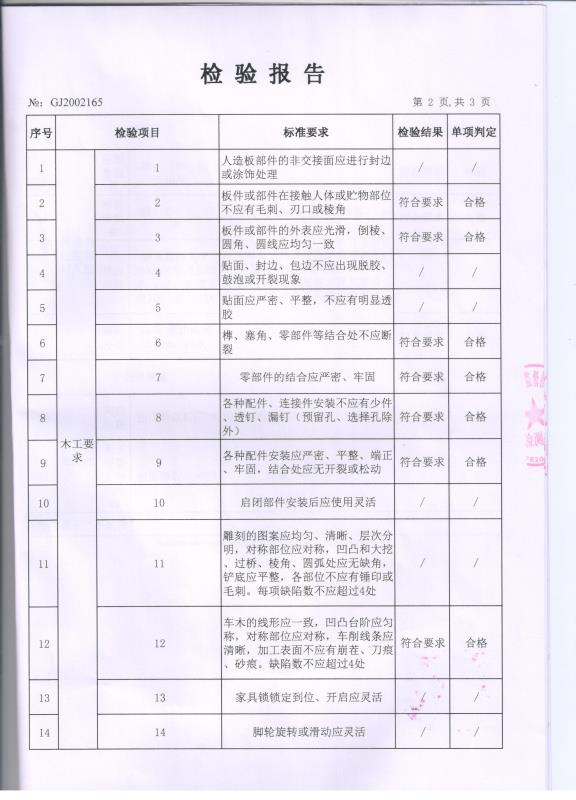 检验报告
№: GJ2002165
第 2 页,共 3 页
序号 检验项目 标准要求 检验结果 单项判定
木工要
求
1 1 人造板部件的非交接面应进行封边
或涂饰处理 / /
2 2 板件或部件在接触人体或贮物部位
不应有毛刺、刃口或棱角 符合要求 合格
3 3 板件或部件的外表应光滑，倒棱、
圆角、圆线应均匀一致 符合要求 合格
4 4 贴面、封边、包边不应出现脱胶、
鼓泡或开裂现象 / /
5 5 贴面应严密、平整，不应有明显透
胶 / /
6 6 榫、塞角、零部件等结合处不应断
裂 符合要求 合格
7 7 零部件的结合应严密、牢固 符合要求 合格
8 8 各种配件、连接件安装不应有少件
、透钉、漏钉（预留孔、选择孔除
外） 符合要求 合格
9 9 各种配件安装应严密、平整、端正
、牢固，结合处应无开裂或松动 符合要求 合格
10 10 启闭部件安装后应使用灵活 / /
11 11 雕刻的图案应均匀、清晰、层次分
明，对称部位应对称，凹凸和大挖
、过桥、棱角、圆弧处应无缺角，
铲底应平整，各部位不应有锤印或
毛刺。每项缺陷数不应超过4处 / /
12 12 车木的线形应一致，凹凸台阶应匀
称，对称部位应对称，车削线条应
清晰，加工表面不应有崩茬、刀痕
、砂痕。缺陷数不应超过4处 符合要求 合格
13 13 家具锁锁定到位、开启应灵活 / /
14 14 脚轮旋转或滑动应灵活 / /